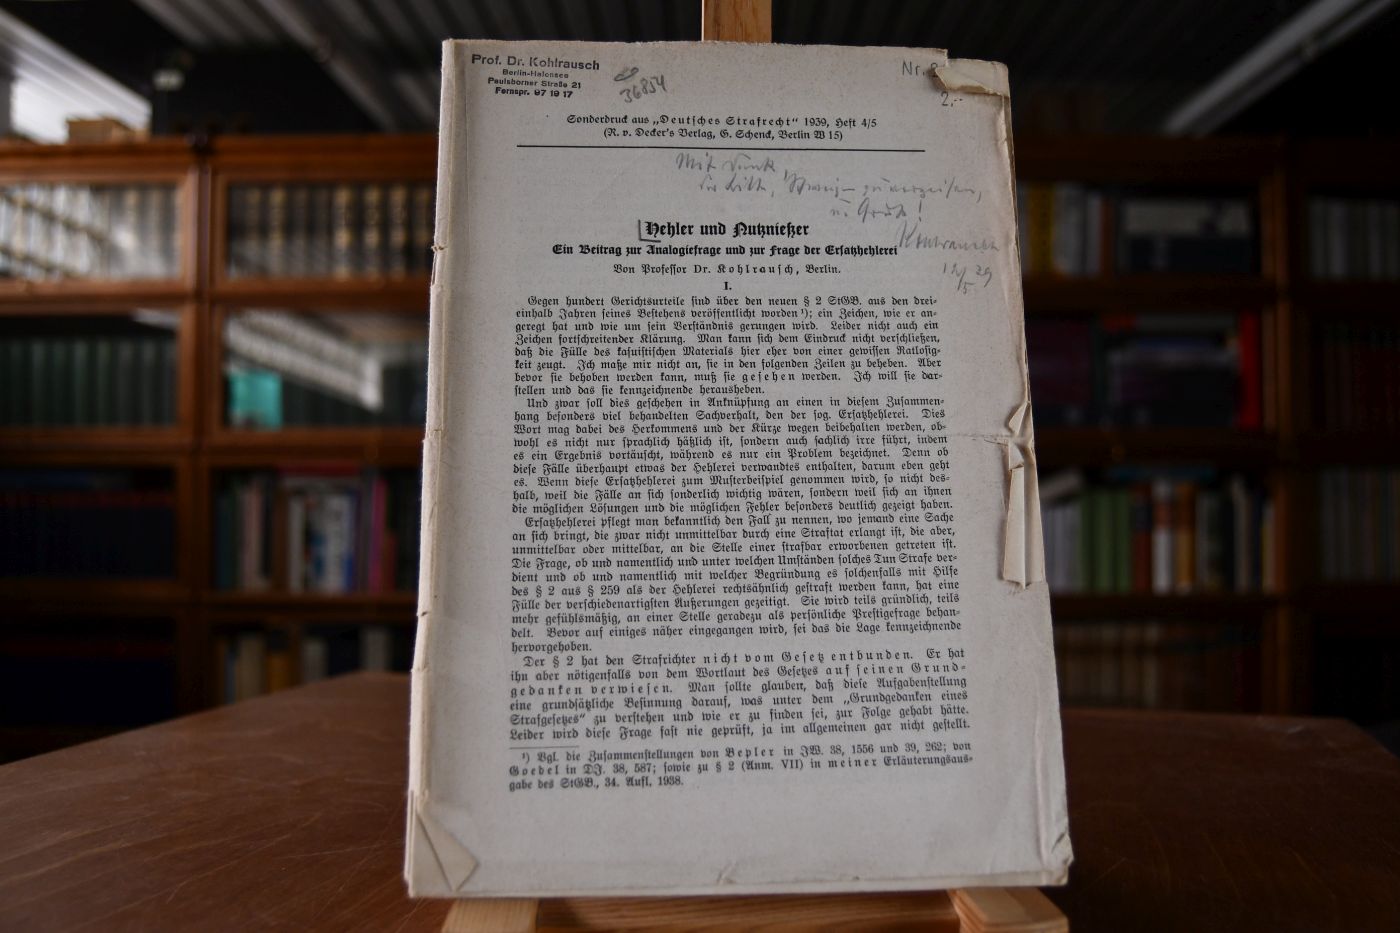 Prof. Dr. Kohlrausch
Berlin-Halensee
Paulsborner Straße 21
Fernspr. 97 19 17
36854
Nr.
2.-
Sonderdruck aus „Deutsches Strafrecht“ 1939, Heft 4/5
(R. v. Decker's Verlag, G. Schenck, Berlin W 15)
Mit Dank,
zu verzeihen,
u. Gruß!
Kohlrausch
12/5. 39
Hehler und Nutznießer
Ein Beitrag zur Analogiefrage und zur Frage der Ersatzhehlerei
Von Professor Dr. Kohlrausch, Berlin.
I.
Gegen hundert Gerichtsurteile sind über den neuen § 2 StGB. aus den drei-
einhalb Jahren seines Bestehens veröffentlicht worden¹); ein Zeichen, wie er an-
geregt hat und wie um sein Verständnis gerungen wird. Leider nicht auch ein
Zeichen fortschreitender Klärung. Man kann sich dem Eindruck nicht verschließen,
daß die Fülle des kasuistischen Materials hier eher von einer gewissen Ratlosig-
keit zeugt. Ich maße mir nicht an, sie in den folgenden Zeilen zu beheben. Aber
bevor sie behoben werden kann, muß sie gesehen werden. Ich will sie dar-
stellen und das sie kennzeichnende herausheben.
Und zwar soll dies geschehen in Anknüpfung an einen in diesem Zusammen-
hang besonders viel behandelten Sachverhalt, den der sog. Ersatzhehlerei. Dies
Wort mag dabei des Herkommens und der Kürze wegen beibehalten werden, ob-
wohl es nicht nur sprachlich häßlich ist, sondern auch sachlich irre führt, indem
es ein Ergebnis vortäuscht, während es nur ein Problem bezeichnet. Denn ob
diese Fälle überhaupt etwas der Hehlerei verwandtes enthalten, darum eben geht
es. Wenn diese Ersatzhehlerei zum Musterbeispiel genommen wird, so nicht des-
halb, weil die Fälle an sich sonderlich wichtig wären, sondern weil sich an ihnen
die möglichen Lösungen und die möglichen Fehler besonders deutlich gezeigt haben.
Ersatzhehlerei pflegt man bekanntlich den Fall zu nennen, wo jemand eine Sache
an sich bringt, die zwar nicht unmittelbar durch eine Straftat erlangt ist, die aber,
unmittelbar oder mittelbar, an die Stelle einer strafbar erworbenen getreten ist.
Die Frage, ob und namentlich und unter welchen Umständen solches Tun Strafe ver-
dient und ob und namentlich mit welcher Begründung es solchenfalls mit Hilfe
des § 2 aus § 259 als der Hehlerei rechtsähnlich gestraft werden kann, hat eine
Fülle der verschiedenartigsten Äußerungen gezeitigt. Sie wird teils gründlich, teils
mehr gefühlsmäßig, an einer Stelle geradezu als persönliche Prestigefrage behan-
delt. Bevor auf einiges näher eingegangen wird, sei das die Lage kennzeichnende
hervorgehoben.
Der § 2 hat den Strafrichter nicht vom Gesetz entbunden. Er hat
ihn aber nötigenfalls von dem Wortlaut des Gesetzes auf seinen Grund-
gedanken verwiesen. Man sollte glauben, daß diese Aufgabenstellung
eine grundsätzliche Besinnung darauf, was unter dem „Grundgedanken eines
Strafgesetzes“ zu verstehen und wie er zu finden sei, zur Folge gehabt hätte.
Leider wird diese Frage fast nie geprüft, ja im allgemeinen gar nicht gestellt.
¹) Vgl. die Zusammenstellungen von Bepler in JW. 38, 1556 und 39, 262; von
Goedel in DJ. 38, 587; sowie zu § 2 (Anm. VII) in meiner Erläuterungsaus-
gabe des StGB., 34. Aufl. 1938.